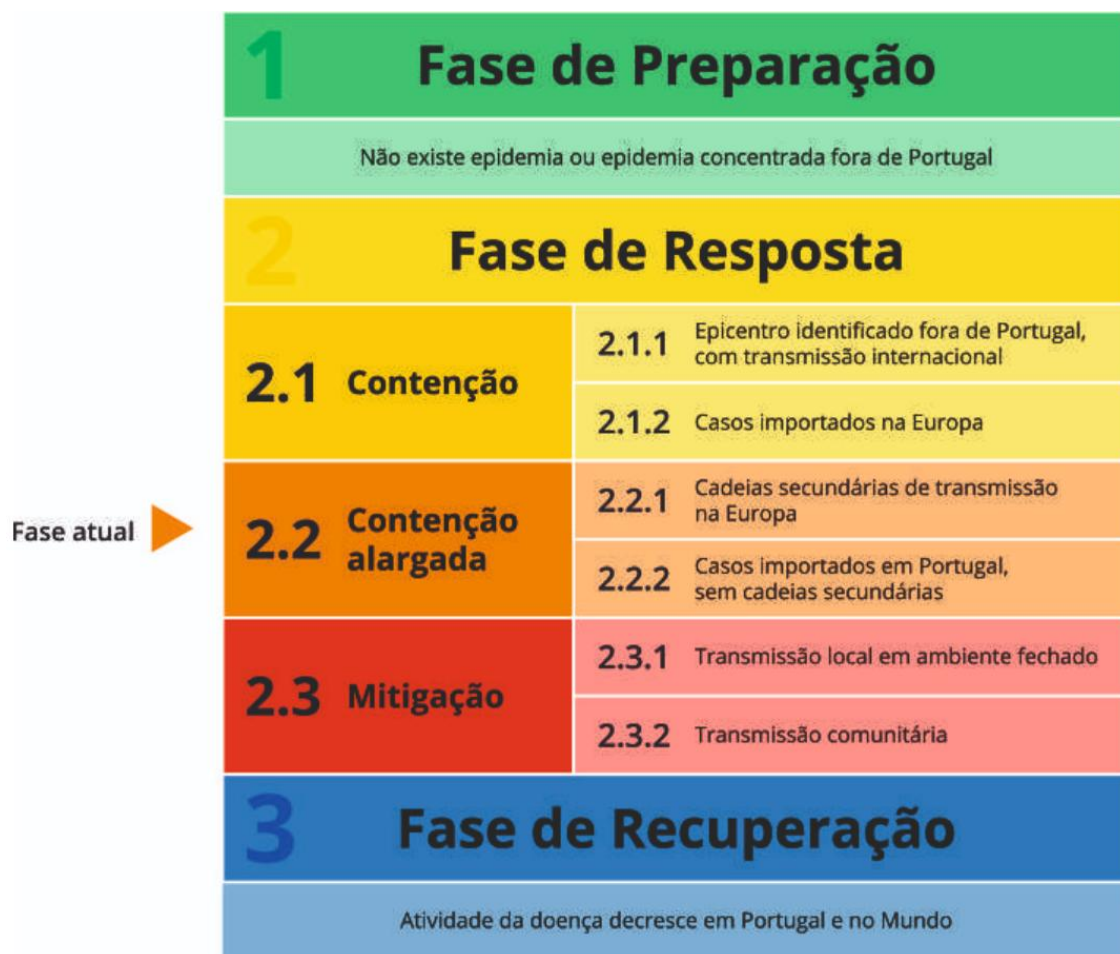 1 Fase de Preparação
Não existe epidemia ou epidemia concentrada fora de Portugal
2 Fase de Resposta
2.1 Contenção
2.1.1 Epicentro identificado fora de Portugal,
com transmissão internacional
2.1.2 Casos importados na Europa
Fase atual
2.2 Contenção
alargada
2.2.1 Cadeias secundárias de transmissão
na Europa
2.2.2 Casos importados em Portugal,
sem cadeias secundárias
2.3 Mitigação
2.3.1 Transmissão local em ambiente fechado
2.3.2 Transmissão comunitária
3 Fase de Recuperação
Atividade da doença decresce em Portugal e no Mundo